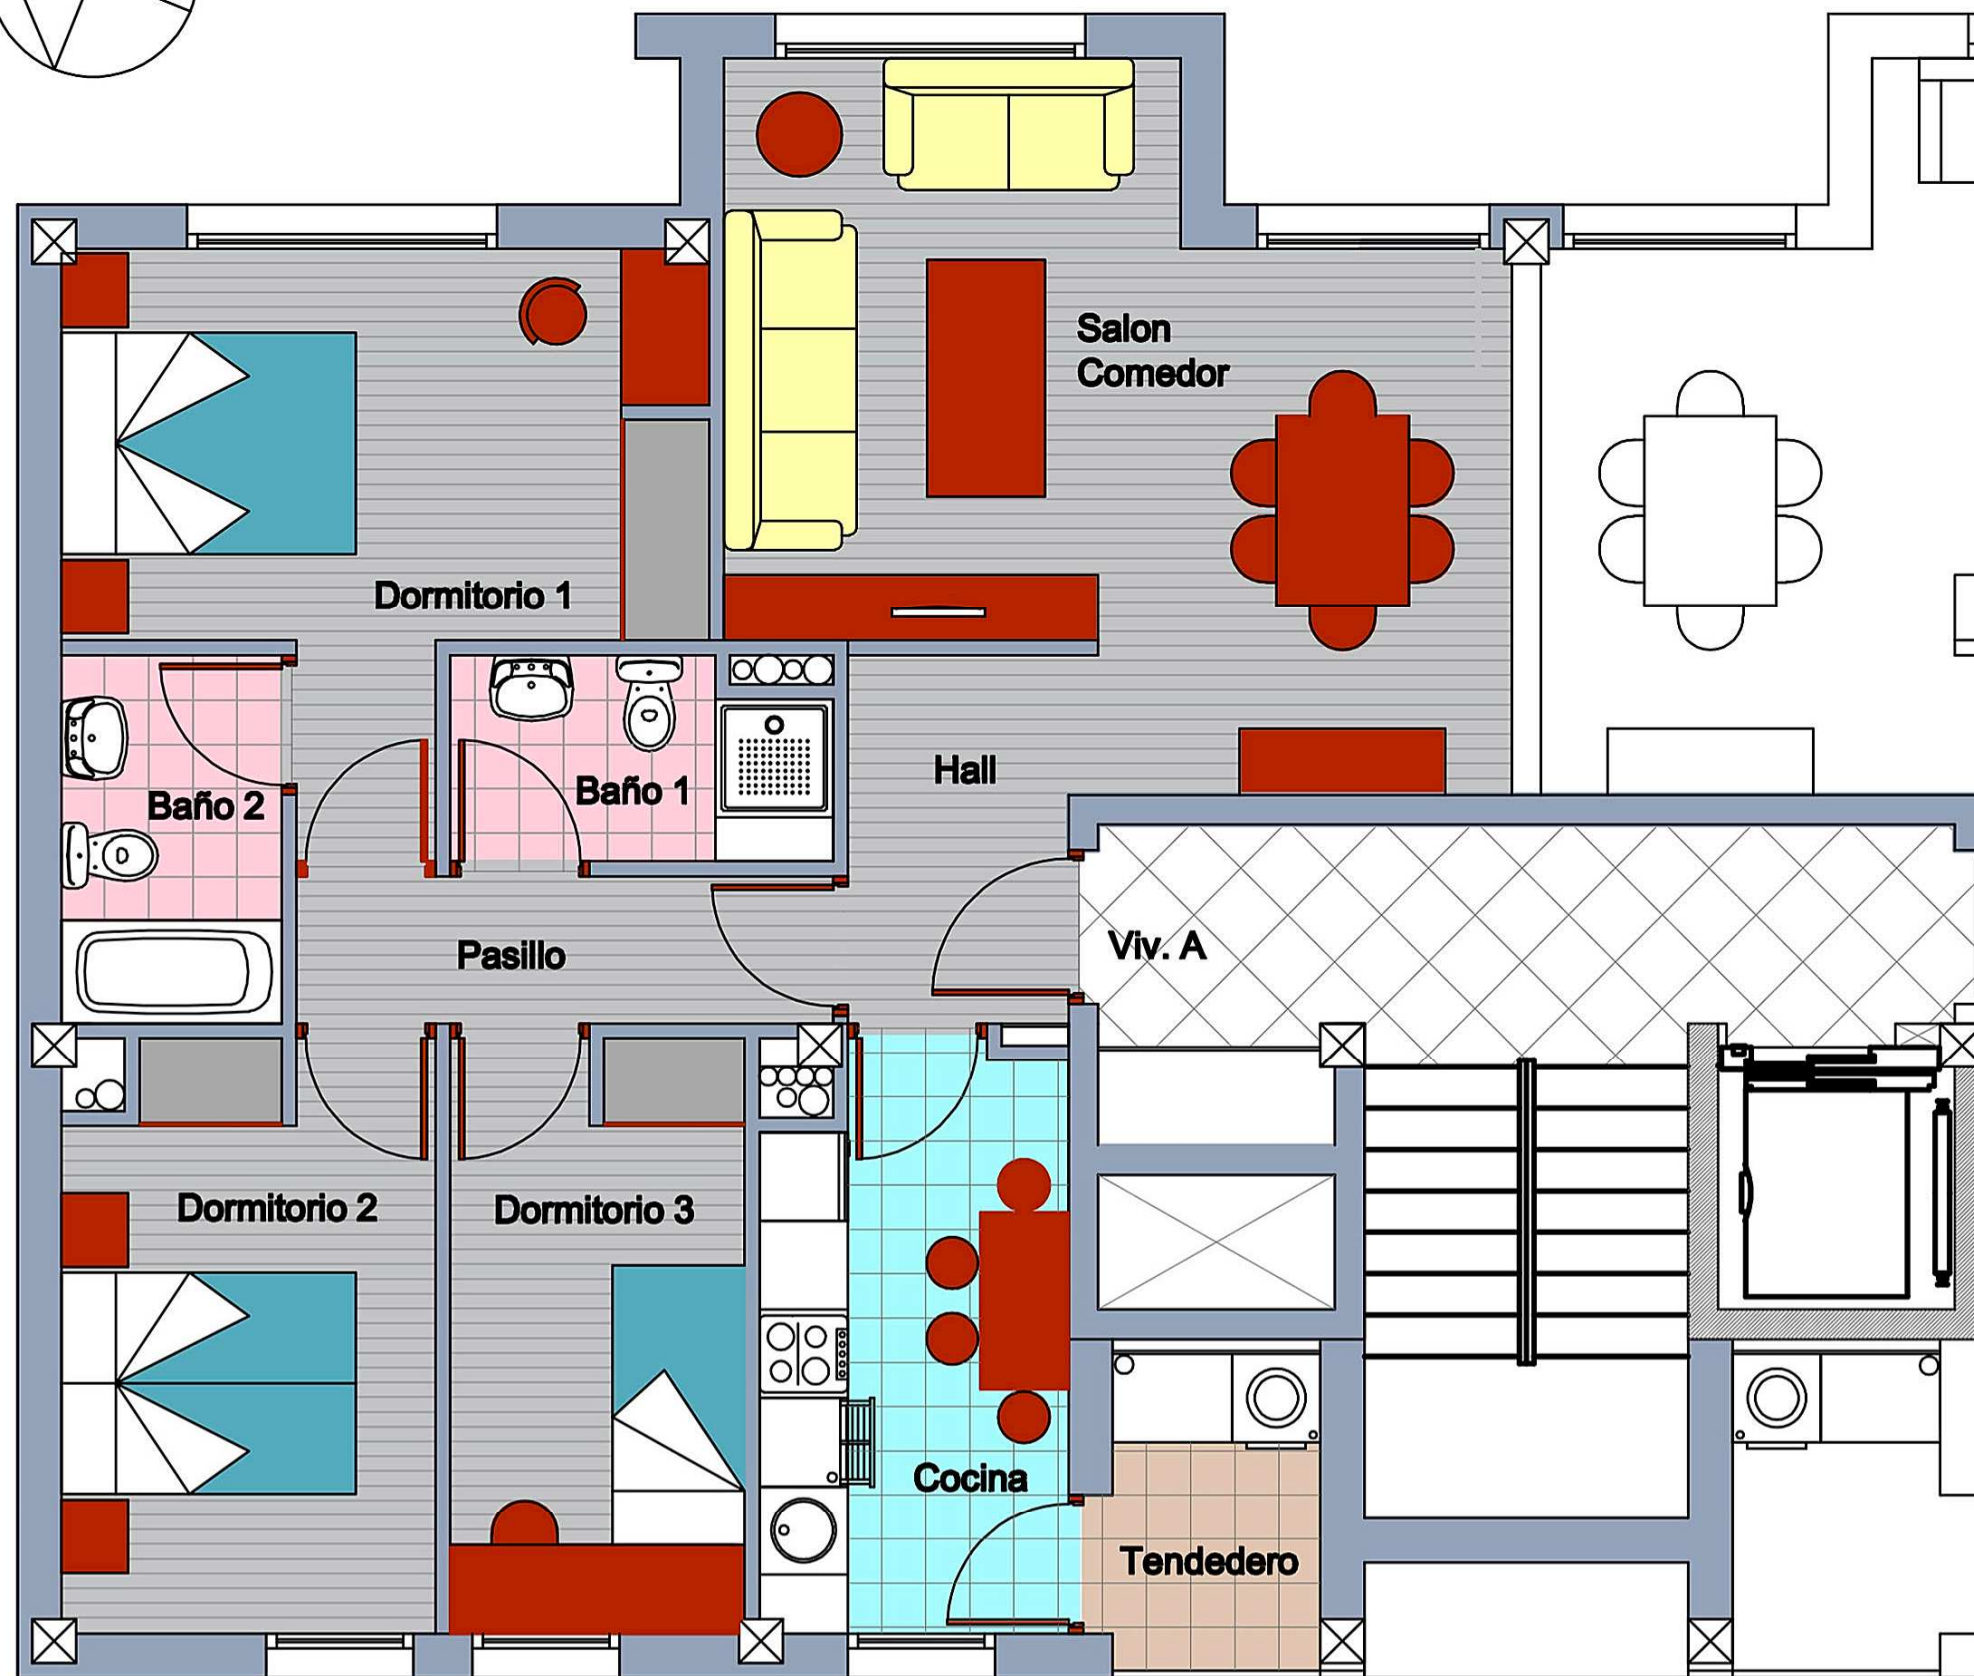 Salon
Comedor
Dormitorio 1
Hall
Baño 1
Baño 2
Viv. A
Pasillo
Dormitorio 2
Dormitorio 3
Cocina
Tendedero